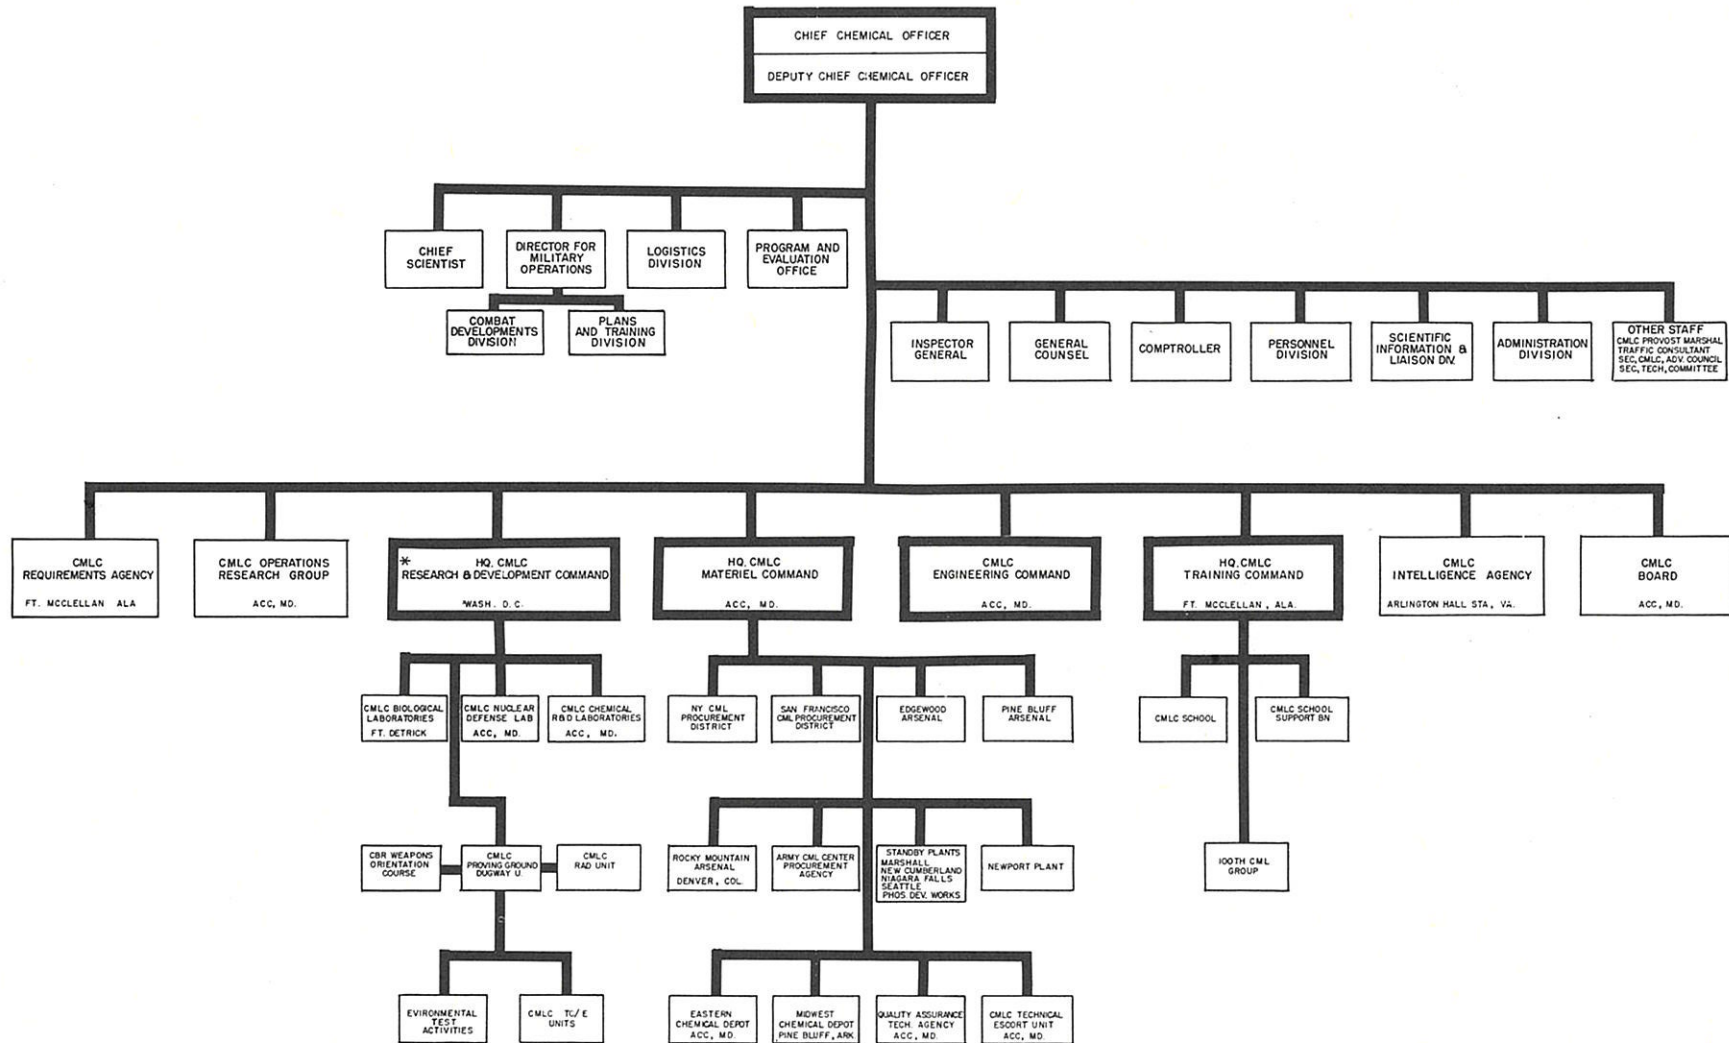 CHIEF CHEMICAL OFFICER
DEPUTY CHIEF CHEMICAL OFFICER
CHIEF
SCIENTIST
DIRECTOR FOR
MILITARY
OPERATIONS
LOGISTICS
DIVISION
PROGRAM AND
EVALUATION
OFFICE
COMBAT
DEVELOPMENTS
DIVISION
PLANS
AND TRAINING
DIVISION
INSPECTOR
GENERAL
GENERAL
COUNSEL
COMPTROLLER
PERSONNEL
DIVISION
SCIENTIFIC
INFORMATION &
LIAISON DIV.
ADMINISTRATION
DIVISION
OTHER STAFF
CMLC PROVOST MARSHAL
TRAFFIC CONSULTANT
SEC, CMLC, ADV. COUNCIL
SEC, TECH, COMMITTEE
CMLC
REQUIREMENTS AGENCY
FT. MCCLELLAN ALA
CMLC OPERATIONS
RESEARCH GROUP
ACC, MD.
* HQ. CMLC
RESEARCH & DEVELOPMENT COMMAND
WASH. D.C.
HQ. CMLC
MATERIEL COMMAND
ACC, MD.
CMLC
ENGINEERING COMMAND
ACC, MD.
HQ. CMLC
TRAINING COMMAND
FT. MCCLELLAN, ALA.
CMLC
INTELLIGENCE AGENCY
ARLINGTON HALL STA, VA.
CMLC
BOARD
ACC, MD.
CMLC BIOLOGICAL
LABORATORIES
FT. DETRICK
CMLC NUCLEAR
DEFENSE LAB
ACC, MD.
CMLC CHEMICAL
R&D LABORATORIES
ACC, MD.
NY CML
PROCUREMENT
DISTRICT
SAN FRANCISCO
CML PROCUREMENT
DISTRICT
EDGEWOOD
ARSENAL
PINE BLUFF
ARSENAL
CMLC SCHOOL
CMLC SCHOOL
SUPPORT BN
CBR WEAPONS
ORIENTATION
COURSE
CMLC
PROVING GROUND
DUGWAY U.
CMLC
RAD UNIT
ROCKY MOUNTAIN
ARSENAL
DENVER, COL.
ARMY CML CENTER
PROCUREMENT
AGENCY
STANDBY PLANTS
MARSHALL
NEW CUMBERLAND
NIAGARA FALLS
SEATTLE
PHOS. DEV. WORKS
NEWPORT PLANT
100TH CML
GROUP
EVIRONMENTAL
TEST
ACTIVITIES
CMLC TC/E
UNITS
EASTERN
CHEMICAL DEPOT
ACC, MD.
MIDWEST
CHEMICAL DEPOT
PINE BLUFF, ARK
QUALITY ASSURANCE
TECH. AGENCY
ACC, MD.
CMLC TECHNICAL
ESCORT UNIT
ACC, MD.